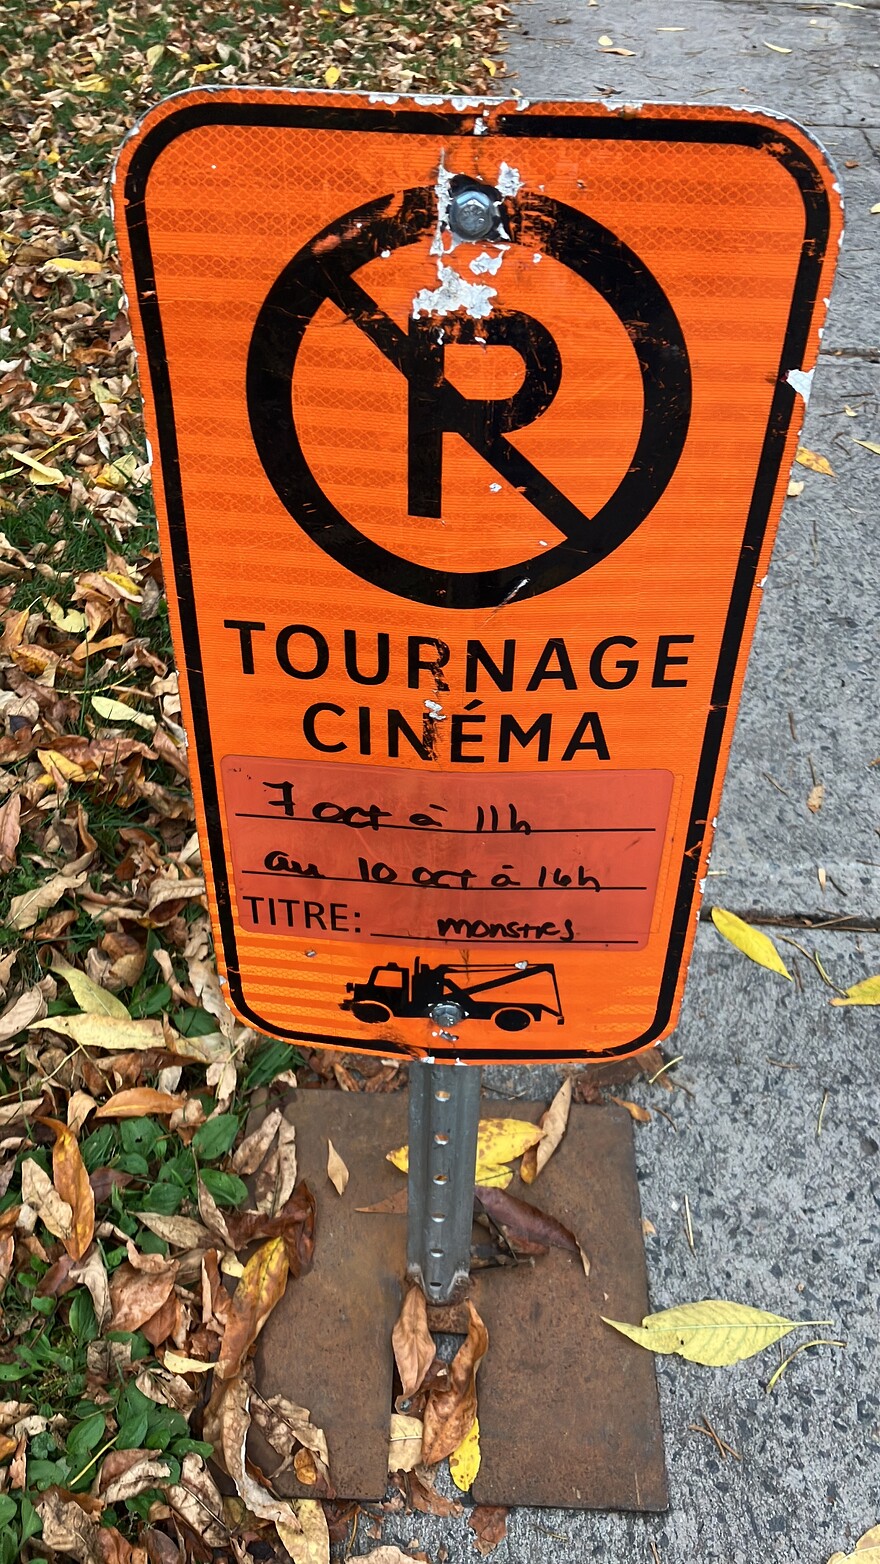 P
TOURNAGE
CINÉMA
7 oct à 11h
au 10 oct à 16h
TITRE: monstres